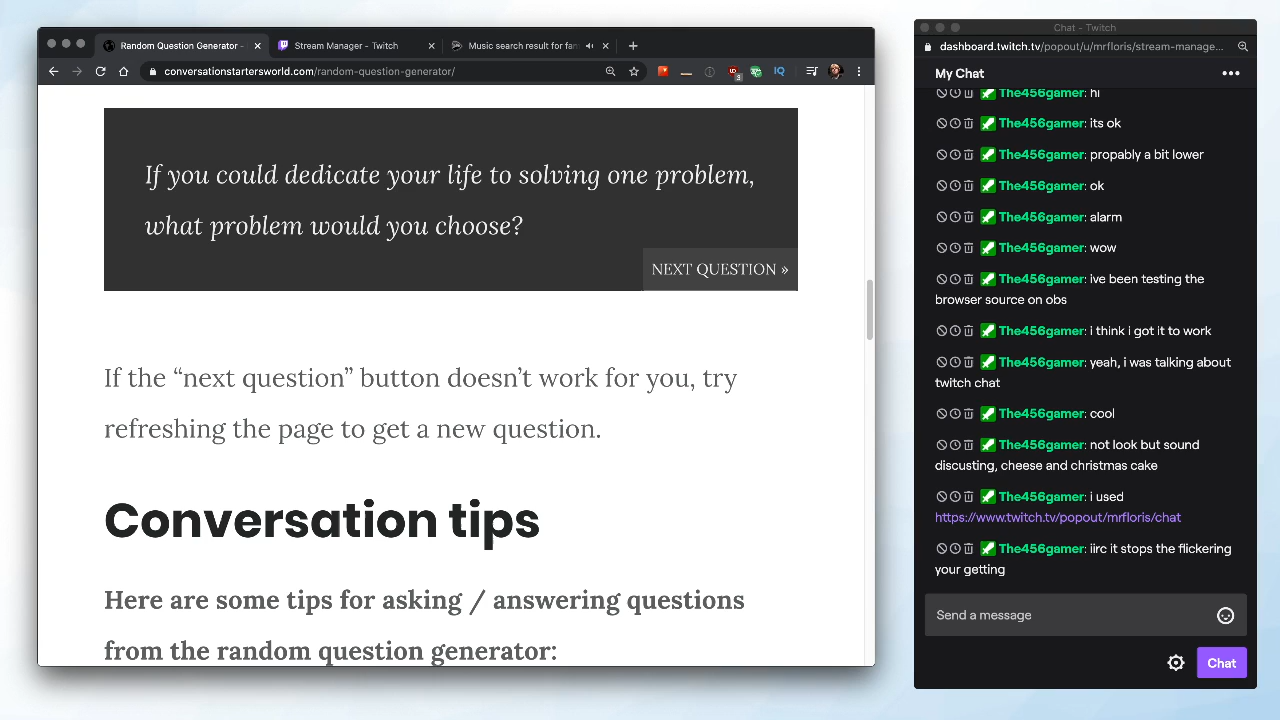 Random Question Generator -
Stream Manager - Twitch
Music search result for fam
conversationstartersworld.com/random-question-generator/
If you could dedicate your life to solving one problem,
what problem would you choose?
NEXT QUESTION »
If the “next question” button doesn’t work for you, try
refreshing the page to get a new question.
Conversation tips
Here are some tips for asking / answering questions
from the random question generator:
Chat - Twitch
dashboard.twitch.tv/popout/u/mrfloris/stream-manage...
My Chat
The456gamer: hi
The456gamer: its ok
The456gamer: propably a bit lower
The456gamer: ok
The456gamer: alarm
The456gamer: wow
The456gamer: ive been testing the
browser source on obs
The456gamer: i think i got it to work
The456gamer: yeah, i was talking about
twitch chat
The456gamer: cool
The456gamer: not look but sound
discusting, cheese and christmas cake
The456gamer: i used
https://www.twitch.tv/popout/mrfloris/chat
The456gamer: iirc it stops the flickering
your getting
Send a message
Chat